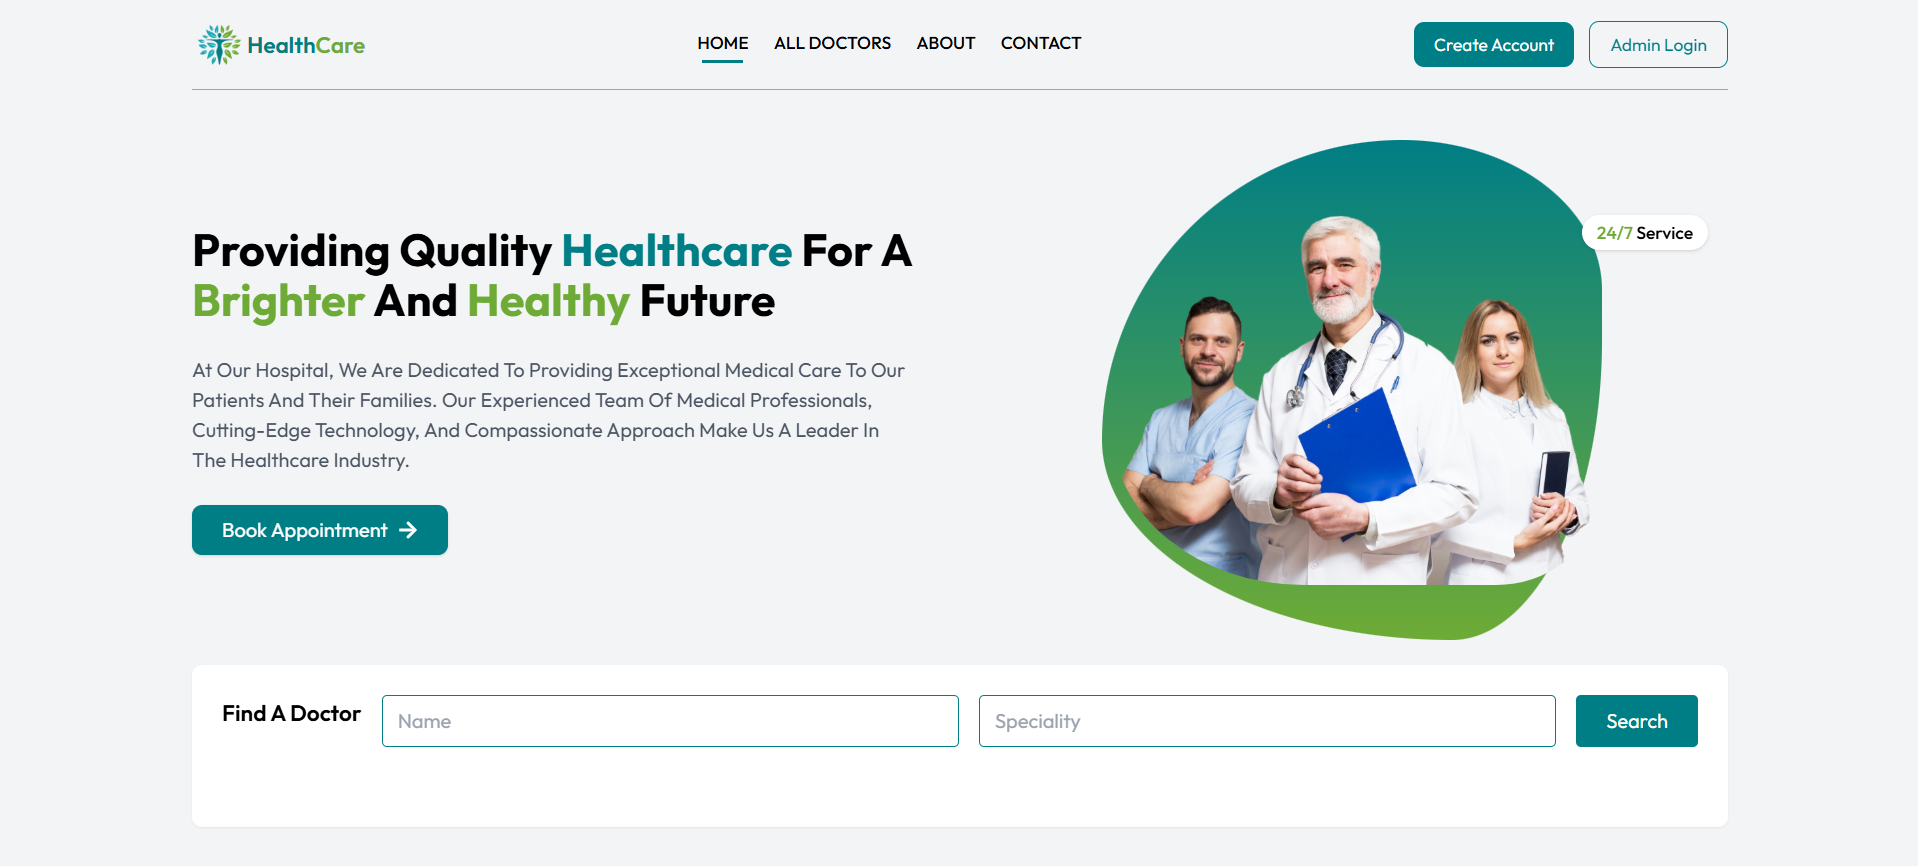 HealthCare
HOME
ALL DOCTORS
ABOUT
CONTACT
Create Account
Admin Login
Providing Quality Healthcare For A
Brighter And Healthy Future
24/7 Service
At Our Hospital, We Are Dedicated To Providing Exceptional Medical Care To Our
Patients And Their Families. Our Experienced Team Of Medical Professionals,
Cutting-Edge Technology, And Compassionate Approach Make Us A Leader In
The Healthcare Industry.
Book Appointment
Find A Doctor
Name
Speciality
Search